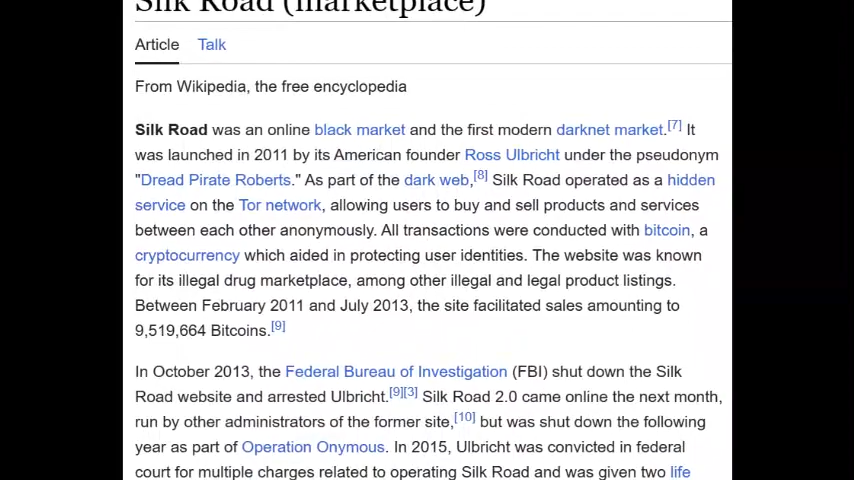 Silk Road (marketplace)
Article Talk
From Wikipedia, the free encyclopedia
Silk Road was an online black market and the first modern darknet market.[7] It
was launched in 2011 by its American founder Ross Ulbricht under the pseudonym
"Dread Pirate Roberts." As part of the dark web,[8] Silk Road operated as a hidden
service on the Tor network, allowing users to buy and sell products and services
between each other anonymously. All transactions were conducted with bitcoin, a
cryptocurrency which aided in protecting user identities. The website was known
for its illegal drug marketplace, among other illegal and legal product listings.
Between February 2011 and July 2013, the site facilitated sales amounting to
9,519,664 Bitcoins.[9]
In October 2013, the Federal Bureau of Investigation (FBI) shut down the Silk
Road website and arrested Ulbricht.[9][3] Silk Road 2.0 came online the next month,
run by other administrators of the former site,[10] but was shut down the following
year as part of Operation Onymous. In 2015, Ulbricht was convicted in federal
court for multiple charges related to operating Silk Road and was given two life